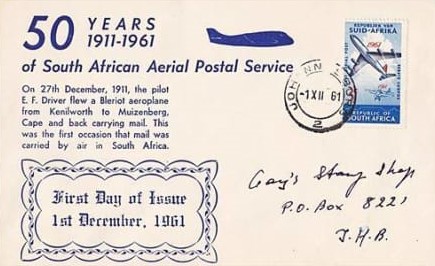 50 YEARS
1911-1961
of South African Aerial Postal Service
On 27th December, 1911, the pilot
E. F. Driver flew a Bleriot aeroplane
from Kenilworth to Muizenberg,
Cape and back carrying mail. This
was the first occasion that mail was
carried by air in South Africa.
First Day of Issue
1st December, 1961
REPUBLIEK VAN
SUID-AFRIKA
1961
1911
REPUBLIC OF
SOUTH AFRICA
-1 XII 61
2
Gay's Stamp Shop
P.O. Box 8221
J.H.B.